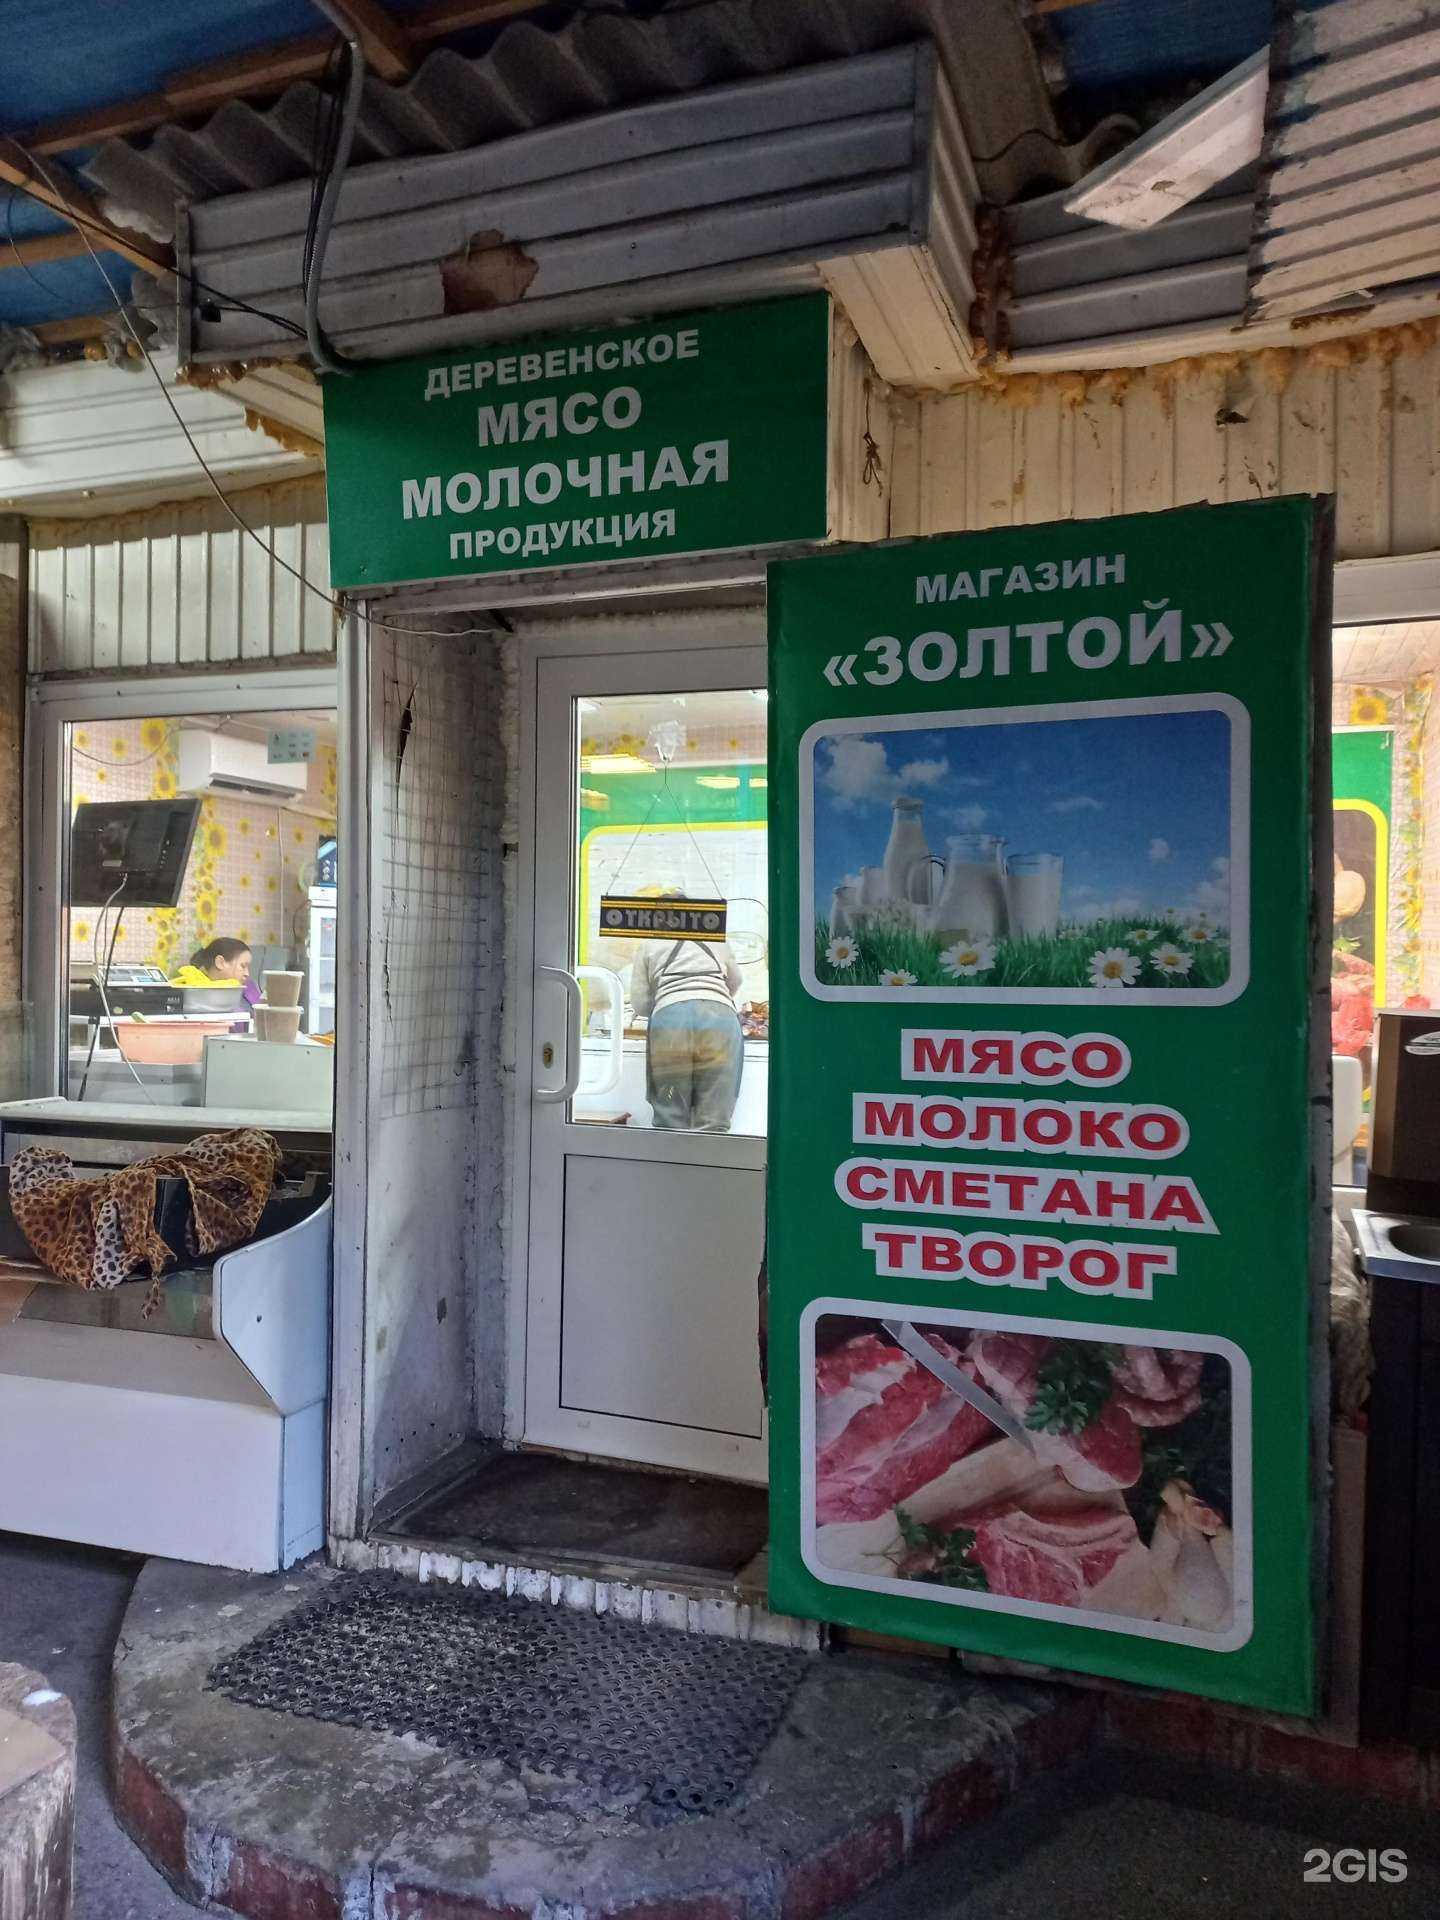 ДЕРЕВЕНСКОЕ
МЯСО
МОЛОЧНАЯ
ПРОДУКЦИЯ
МАГАЗИН
«ЗОЛТОЙ»
ОТКРЫТО
МЯСО
МОЛОКО
СМЕТАНА
ТВОРОГ
2GIS